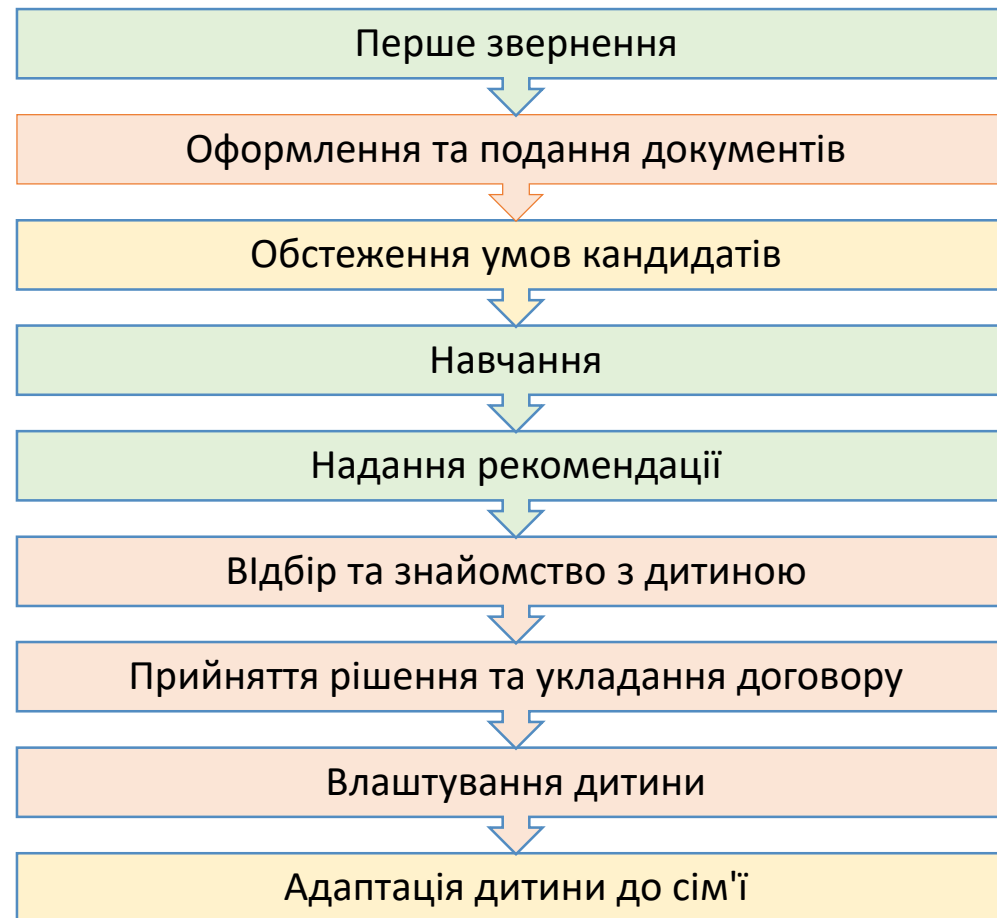 Перше звернення
Оформлення та подання документів
Обстеження умов кандидатів
Навчання
Надання рекомендації
ВІдбір та знайомство з дитиною
Прийняття рішення та укладання договору
Влаштування дитини
Адаптація дитини до сім'ї